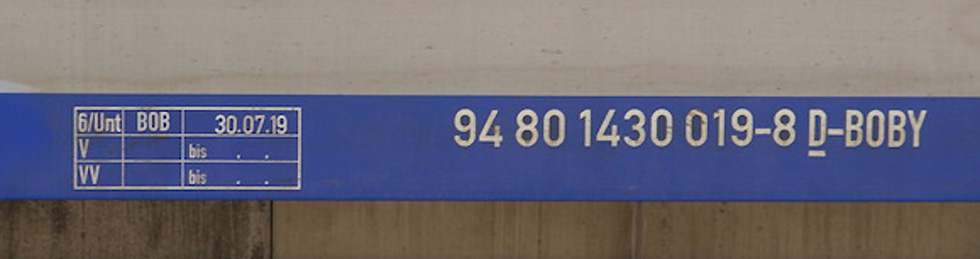 6/Unt BOB 30.07.19
V bis . .
VV bis . .
94 80 1430 019-8 D-BOBY